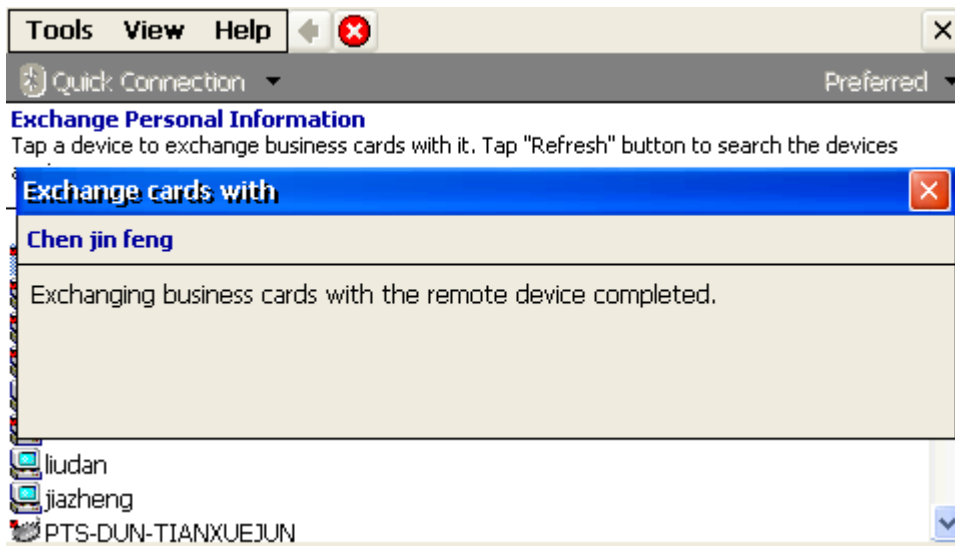 Tools View Help
Quick Connection Preferred
Exchange Personal Information
Tap a device to exchange business cards with it. Tap "Refresh" button to search the devices
Exchange cards with
Chen jin feng
Exchanging business cards with the remote device completed.
liudan
jiazheng
PTS-DUN-TIANXUEJUN